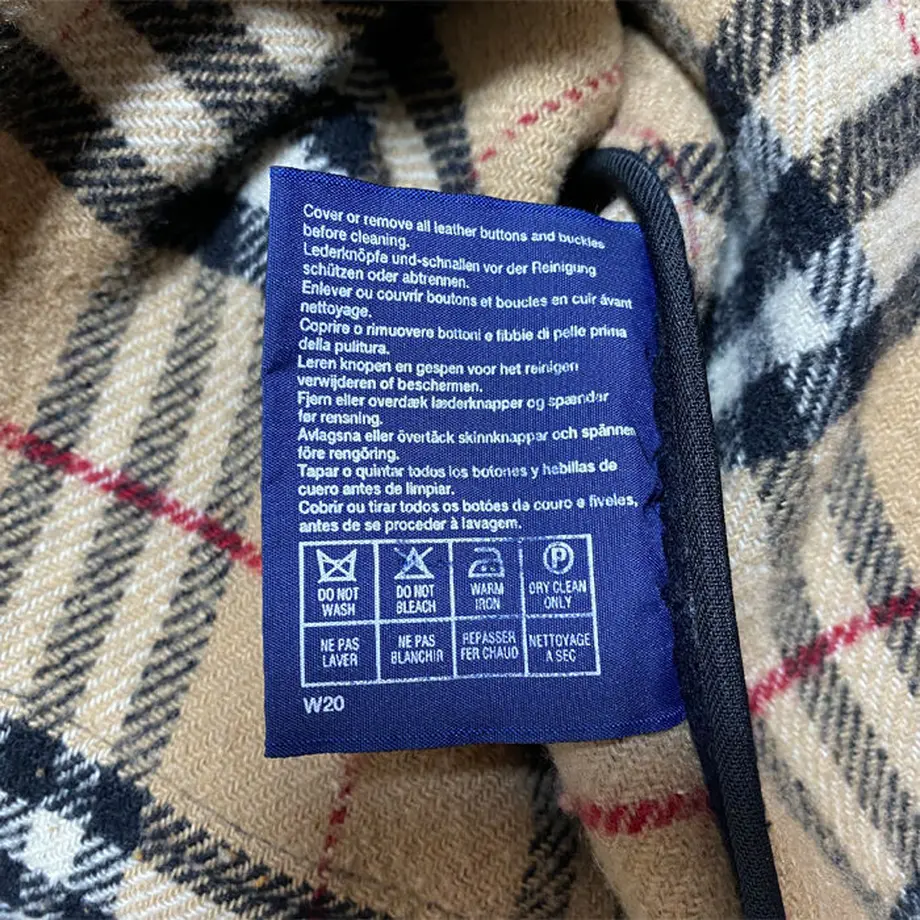 Cover or remove all leather buttons and buckles
before cleaning.
Lederknöpfe und-schnallen vor der Reinigung
schützen oder abtrennen.
Enlever ou couvrir boutons et boucles en cuir avant
nettoyage.
Coprire o rimuovere bottoni e fibbie di pelle prima
della pulitura.
Leren knopen en gespen voor het reinigen
verwijderen of beschermen.
Fjern eller overdæk læderknapper og spænder
før rensning.
Avlagsna eller övertäck skinnknappar och spännen
före rengöring.
Tapar o quintar todos los botones y hebillas de
cuero antes de limpiar.
Cobrir ou tirar todos os botões de couro e fivelas,
antes de se proceder à lavagem.
P
DO NOT WASH
DO NOT BLEACH
WARM IRON
DRY CLEAN ONLY
NE PAS LAVER
NE PAS BLANCHIR
REPASSER FER CHAUD
NETTOYAGE A SEC
W20